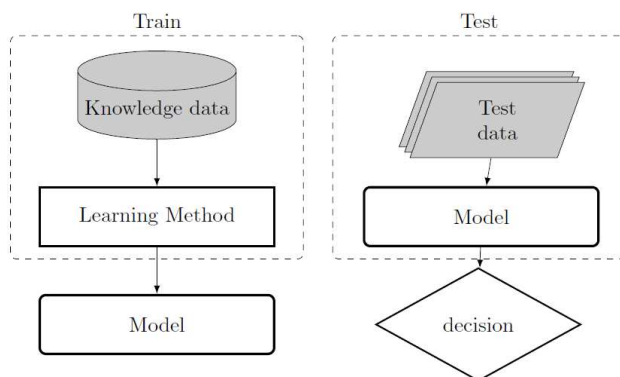 Train
Knowledge data
Learning Method
Model
Test
Test
data
Model
decision